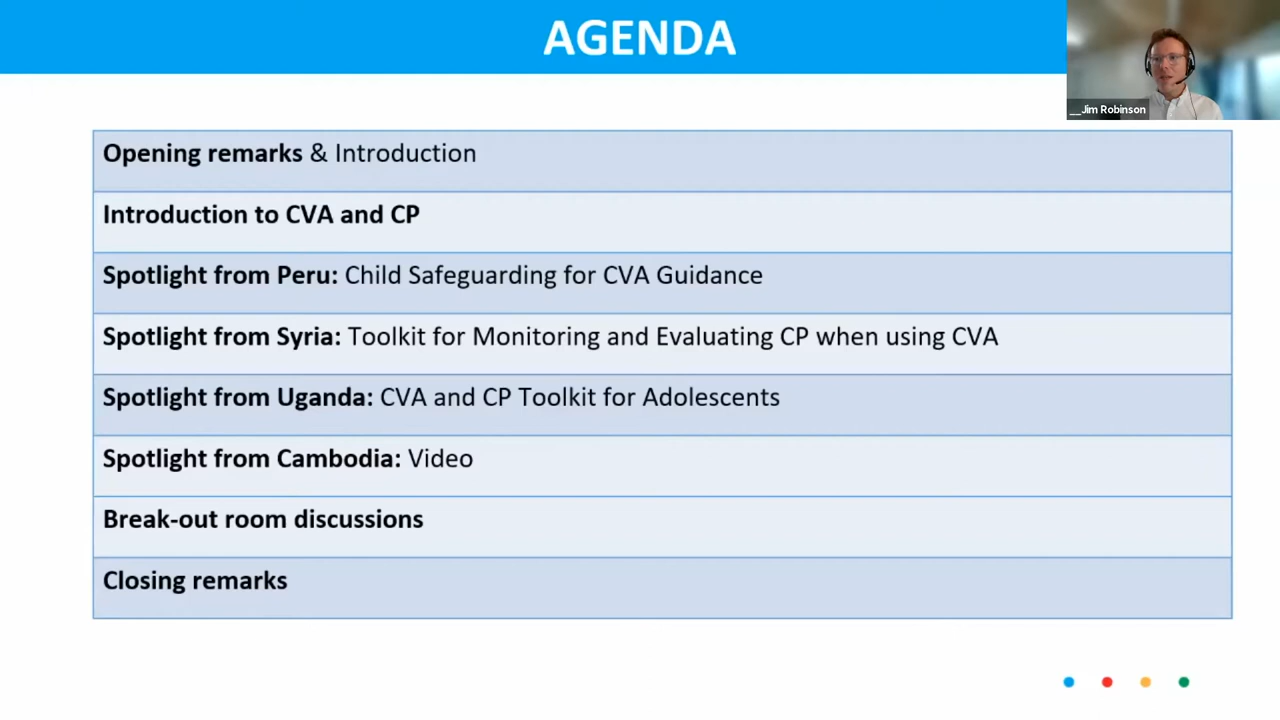 AGENDA
__Jim Robinson
Opening remarks & Introduction
Introduction to CVA and CP
Spotlight from Peru: Child Safeguarding for CVA Guidance
Spotlight from Syria: Toolkit for Monitoring and Evaluating CP when using CVA
Spotlight from Uganda: CVA and CP Toolkit for Adolescents
Spotlight from Cambodia: Video
Break-out room discussions
Closing remarks